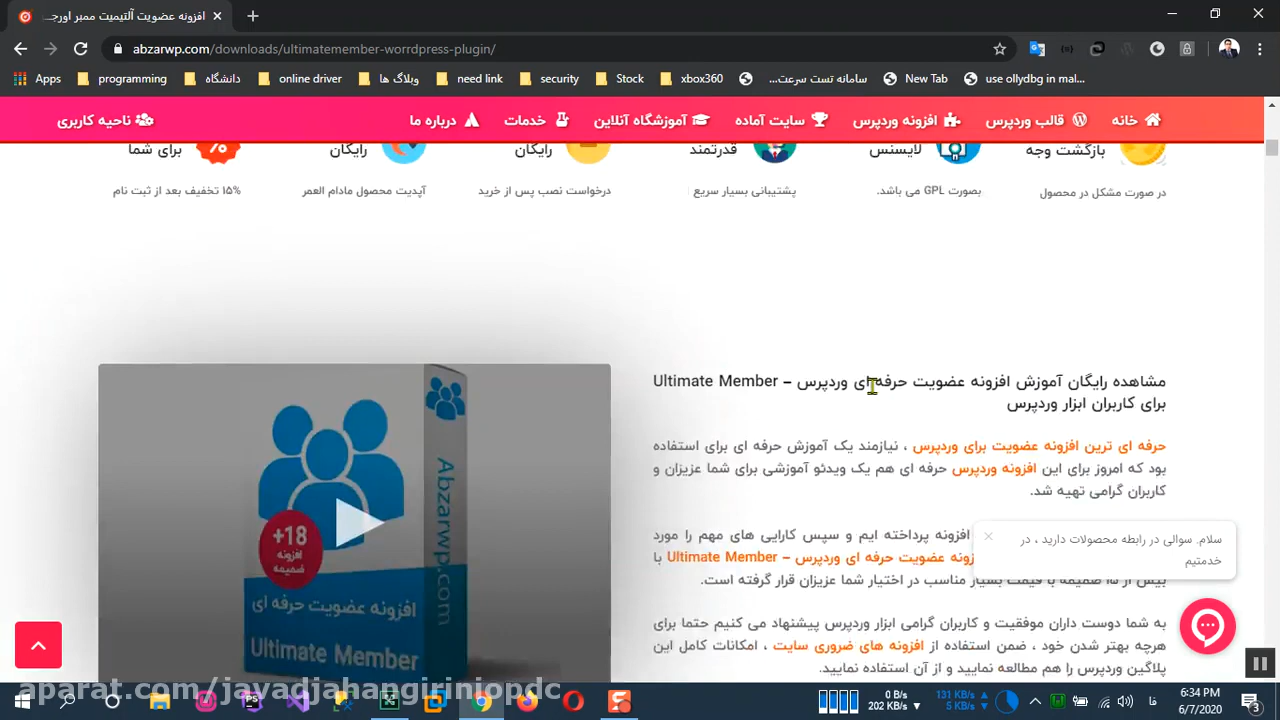 افزونه عضویت آلتیمیت ممبر اورجـ...
abzarwp.com/downloads/ultimatemember-worrdpress-plugin/
Apps
programming
دانشگاه
online driver
وبلاگ ها
need link
security
Stock
xbox360
سامانه تست سرعت...
New Tab
use ollydbg in mal...
خانه
قالب وردپرس
افزونه وردپرس
سایت آماده
آموزشگاه آنلاین
خدمات
درباره ما
ناحیه کاربری
بازگشت وجه
لایسنس
قدرتمند
رایگان
رایگان
برای شما
در صورت مشکل در محصول
بصورت GPL می باشد.
پشتیبانی بسیار سریع
درخواست نصب پس از خرید
آپدیت محصول مادام العمر
۱۵% تخفیف بعد از ثبت نام
مشاهده رایگان آموزش افزونه عضویت حرفه ای وردپرس – Ultimate Member
برای کاربران ابزار وردپرس
حرفه ای ترین افزونه عضویت برای وردپرس ، نیازمند یک آموزش حرفه ای برای استفاده
بود که امروز برای این افزونه وردپرس حرفه ای هم یک ویدئو آموزشی برای شما عزیزان و
کاربران گرامی تهیه شد.
افزونه پرداخته ایم و سپس کارایی های مهم را مورد
عضویت حرفه ای وردپرس – Ultimate Member با
بیش از ۱۵ ضمیمه با قیمت بسیار مناسب در اختیار شما عزیزان قرار گرفته است.
به شما دوست داران موفقیت و کاربران گرامی ابزار وردپرس پیشنهاد می کنیم حتما برای
هرچه بهتر شدن خود ، ضمن استفاده از افزونه های ضروری سایت ، امکانات کامل این
پلاگین وردپرس را هم مطالعه نمایید و از آن استفاده نمایید.
Abzarwp.com
+18
افزونه
ضمیمه
افزونه عضویت حرفه ای
Ultimate Member
سلام. سوالی در رابطه محصولات دارید ، در
خدمتیم
aparat.com/javadjahangiriniopdc
0 B/s
202 KB/s
131 KB/s
5 KB/s
فا
6:34 PM
6/7/2020
3